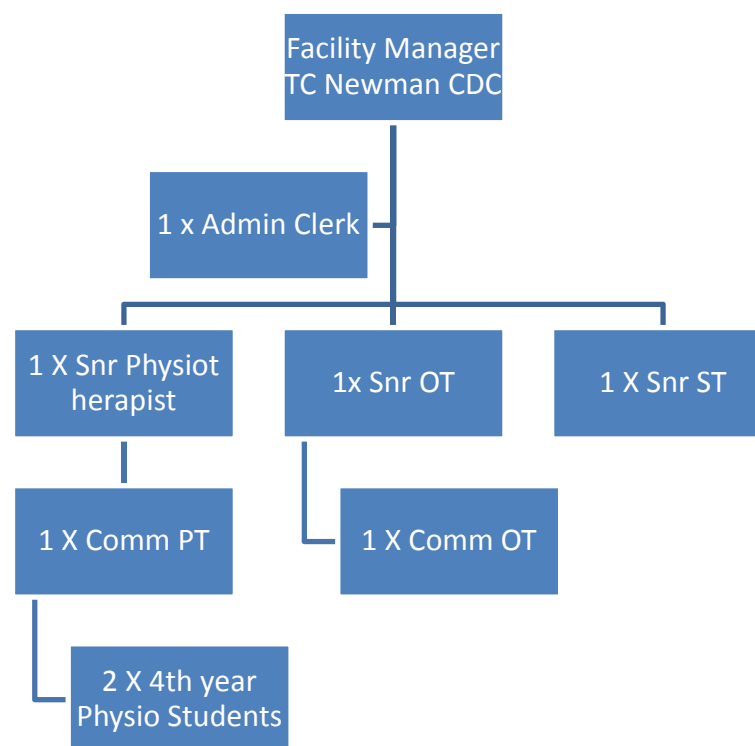 Facility Manager
TC Newman CDC
1 x Admin Clerk
1 X Snr Physiot
herapist
1x Snr OT
1 X Snr ST
1 X Comm PT
1 X Comm OT
2 X 4th year
Physio Students